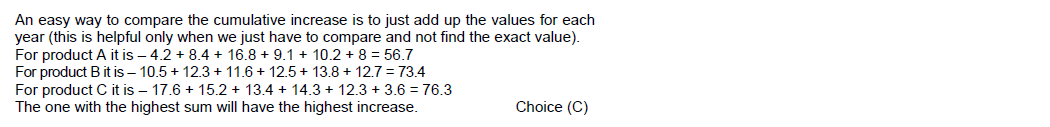 An easy way to compare the cumulative increase is to just add up the values for each
year (this is helpful only when we just have to compare and not find the exact value).
For product A it is – 4.2 + 8.4 + 16.8 + 9.1 + 10.2 + 8 = 56.7
For product B it is – 10.5 + 12.3 + 11.6 + 12.5 + 13.8 + 12.7 = 73.4
For product C it is – 17.6 + 15.2 + 13.4 + 14.3 + 12.3 + 3.6 = 76.3
The one with the highest sum will have the highest increase. Choice (C)